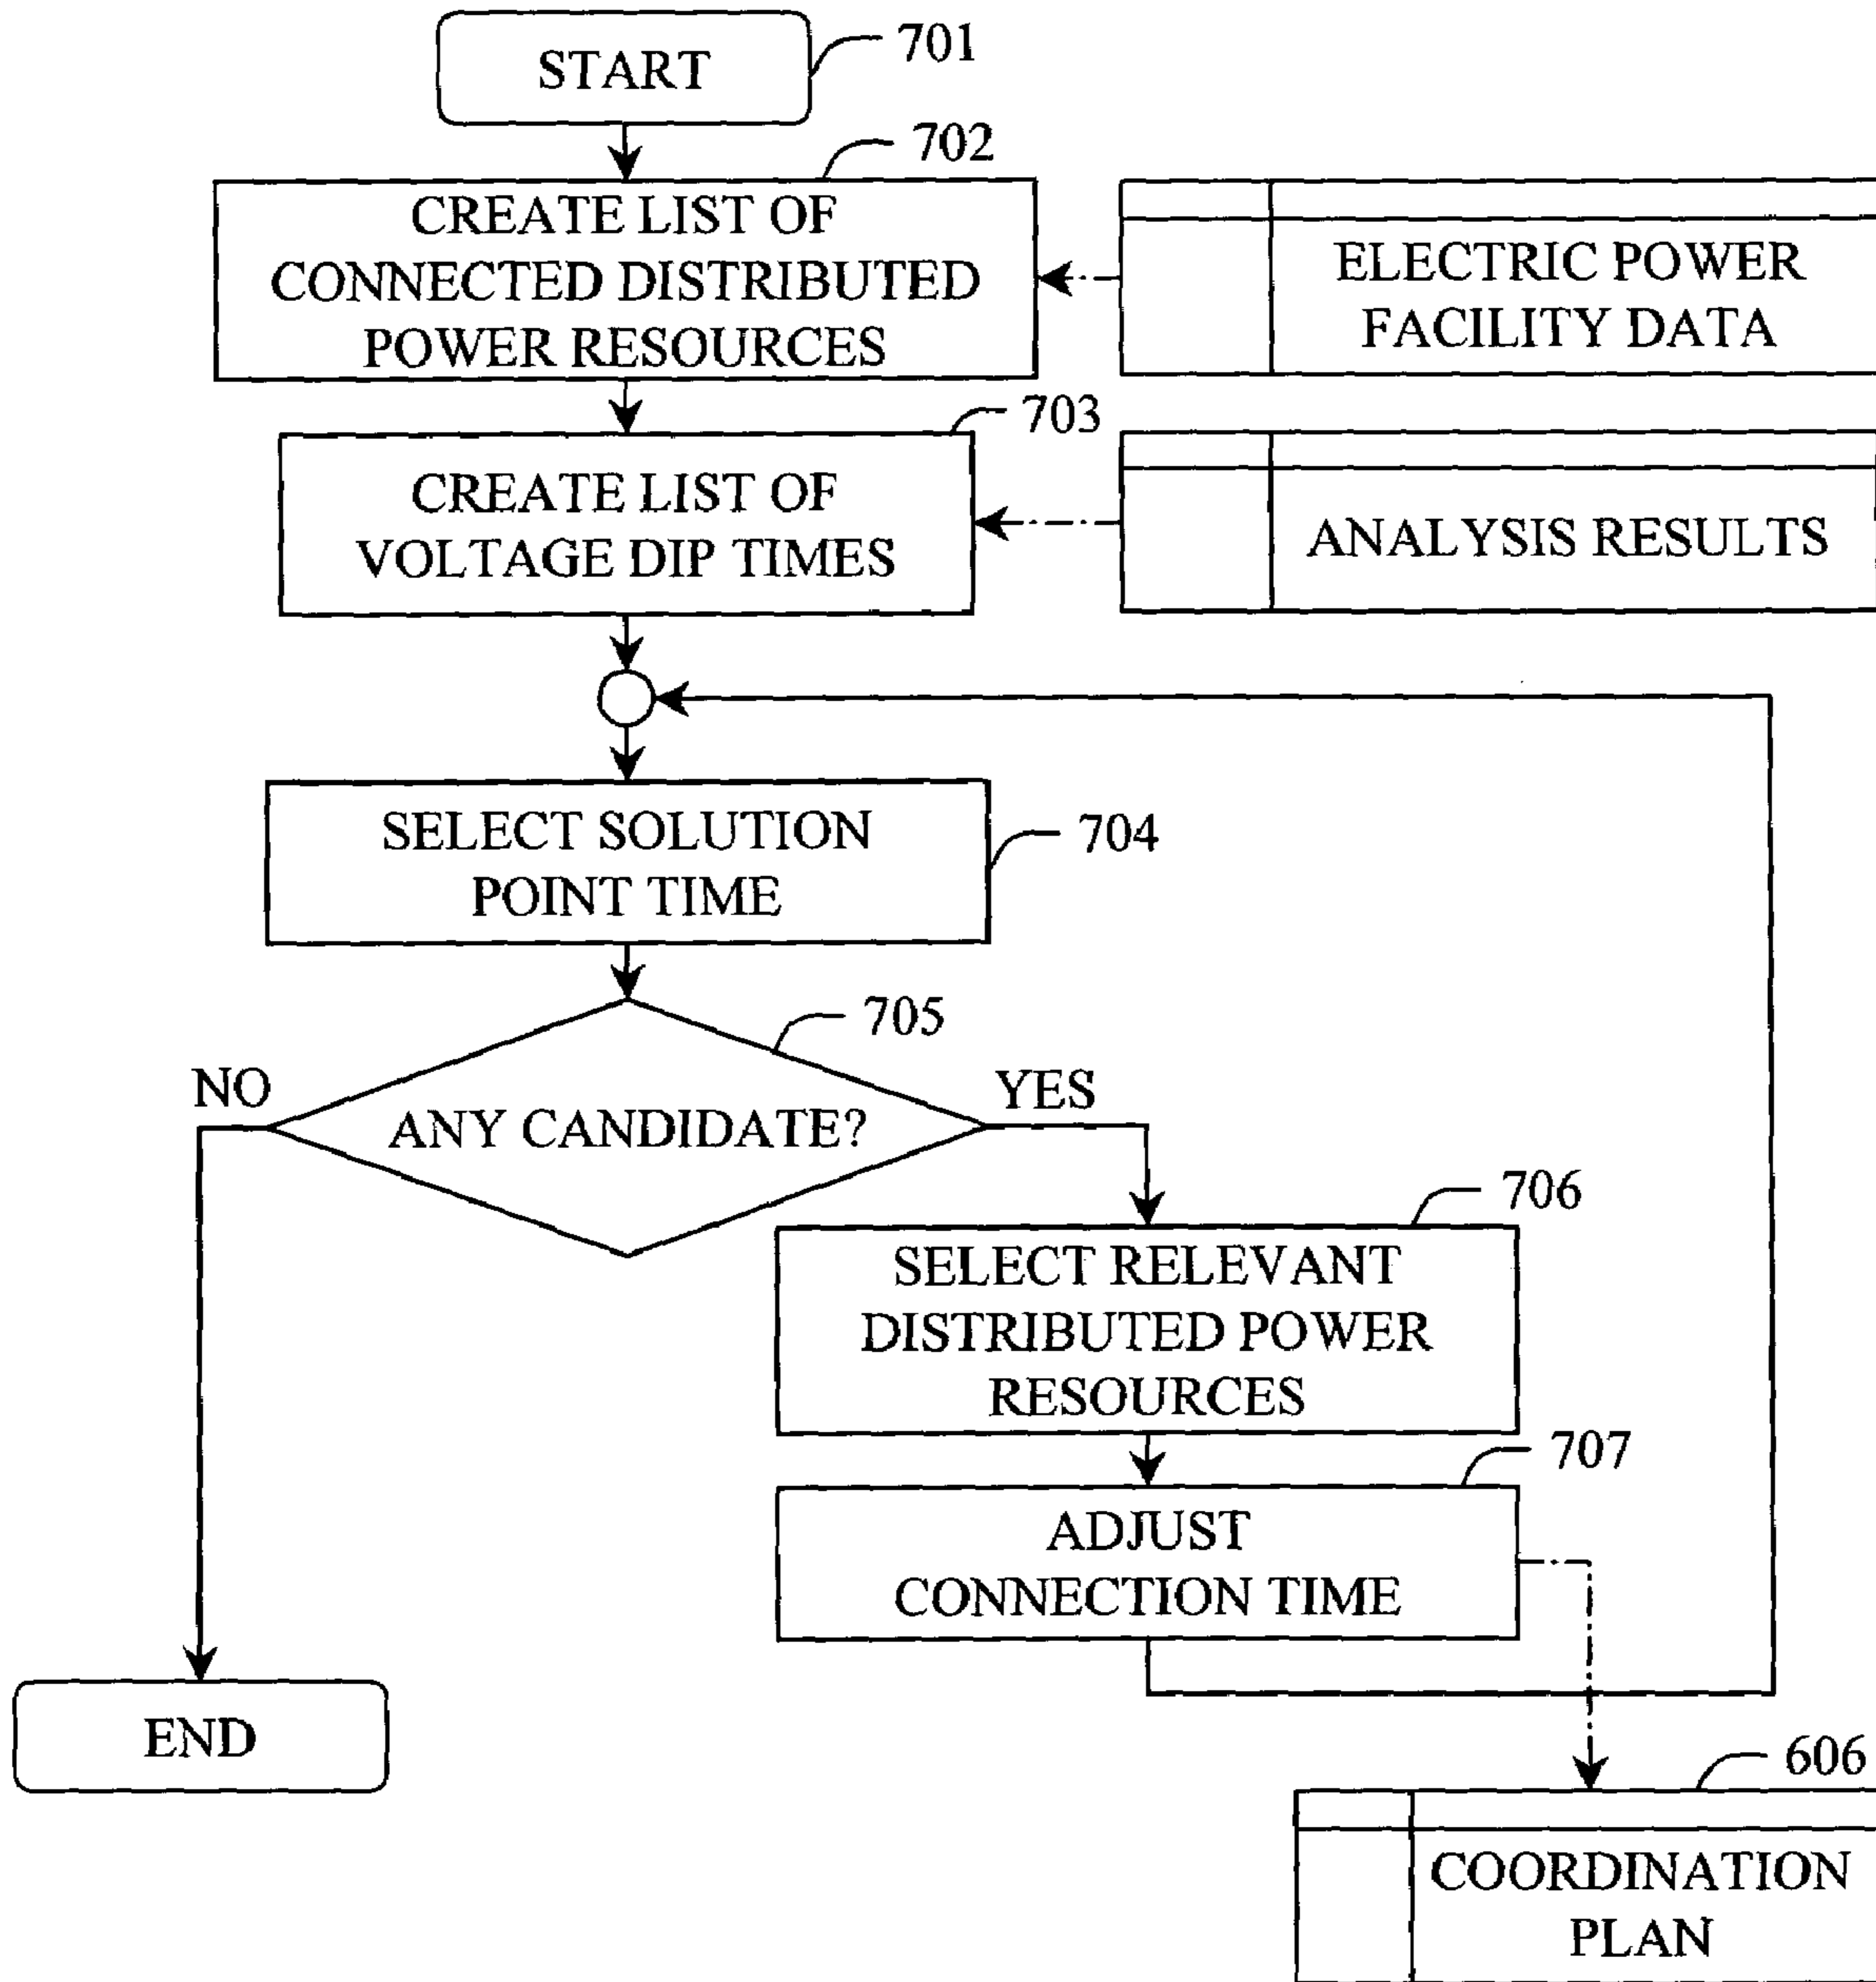 START
701
702
CREATE LIST OF
CONNECTED DISTRIBUTED
POWER RESOURCES
ELECTRIC POWER
FACILITY DATA
703
CREATE LIST OF
VOLTAGE DIP TIMES
ANALYSIS RESULTS
SELECT SOLUTION
POINT TIME
704
705
NO
ANY CANDIDATE?
YES
706
SELECT RELEVANT
DISTRIBUTED POWER
RESOURCES
707
ADJUST
CONNECTION TIME
END
606
COORDINATION
PLAN